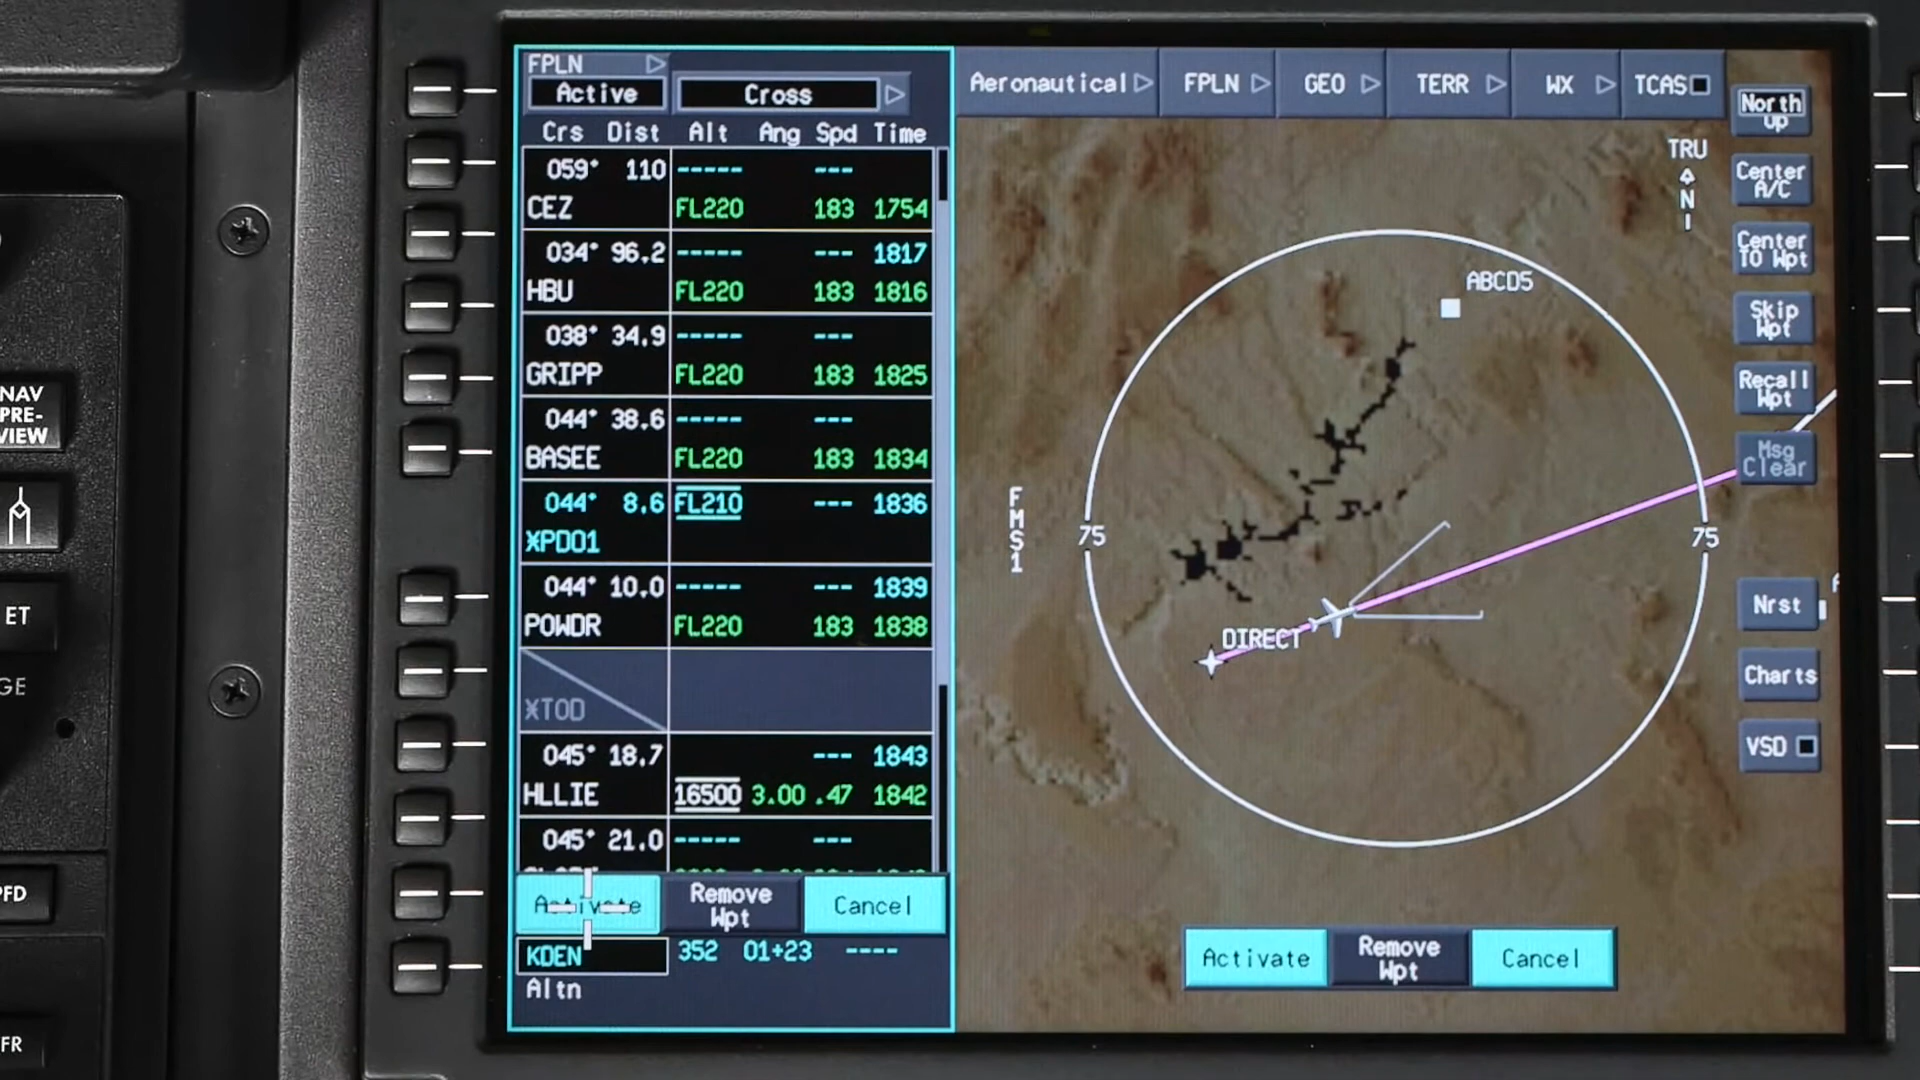 FPLN
Active
Cross
Crs Dist Alt Ang Spd Time
059° 110 ----- ---
CEZ FL220 183 1754
034° 96.2 ----- --- 1817
HBU FL220 183 1816
038° 34.9 ----- ---
GRIPP FL220 183 1825
044° 38.6 ----- ---
BASEE FL220 183 1834
044° 8.6 FL210 --- 1836
XPD01
044° 10.0 ----- --- 1839
POWDR FL220 183 1838
XTOD
045° 18.7 --- 1843
HLLIE 16500 3.00 .47 1842
045° 21.0 ----- ---
Activate
Remove
Wpt
Cancel
KDEN 352 01+23 ----
Altn
Aeronautical FPLN GEO TERR WX TCAS
North
Up
TRU
N
Center
A/C
Center
TO Wpt
Skip
Wpt
Recall
Wpt
Msg
Clear
Nrst
Charts
VSD
ABCD5
FMS1
75
75
DIRECT
Activate
Remove
Wpt
Cancel
NAV
PRE-
VIEW
ET
GE
PFD
FR